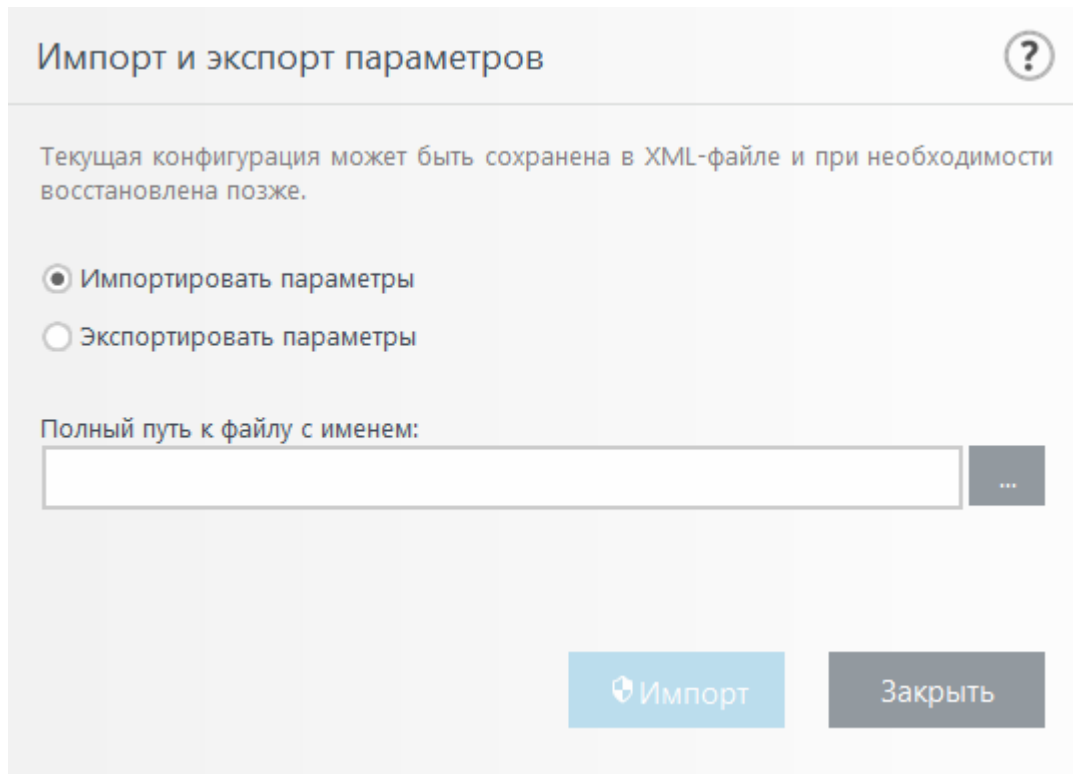 Импорт и экспорт параметров
?
Текущая конфигурация может быть сохранена в XML-файле и при необходимости
восстановлена позже.
Импортировать параметры
Экспортировать параметры
Полный путь к файлу с именем:
...
Импорт
Закрыть